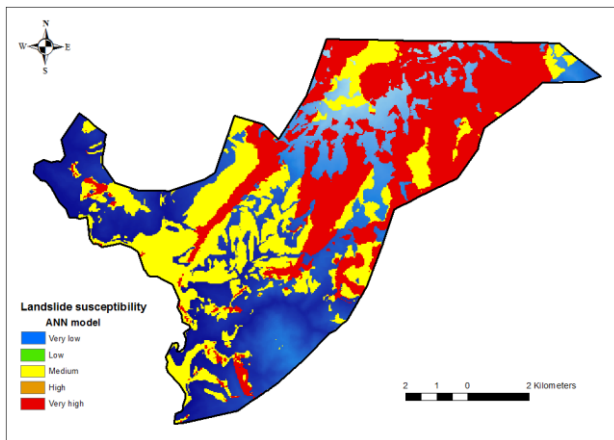 N
W E
S
Landslide susceptibility
ANN model
Very low
Low
Medium
High
Very high
2 1 0 2 Kilometers